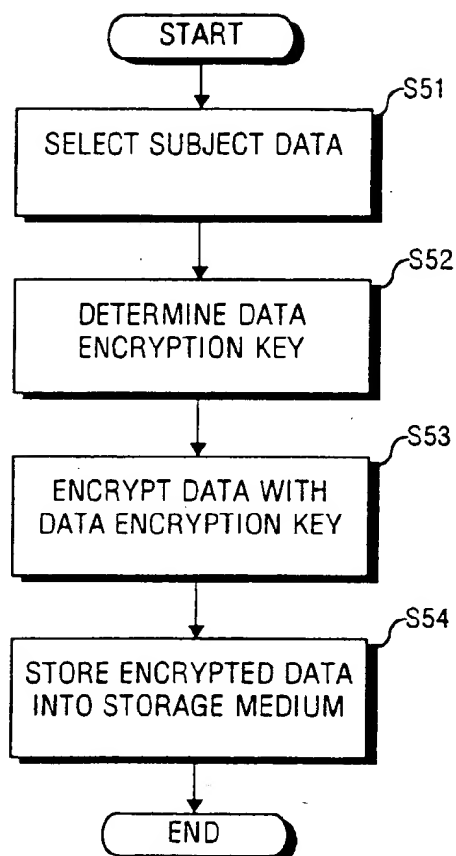 START
S51
SELECT SUBJECT DATA
S52
DETERMINE DATA
ENCRYPTION KEY
S53
ENCRYPT DATA WITH
DATA ENCRYPTION KEY
S54
STORE ENCRYPTED DATA
INTO STORAGE MEDIUM
END